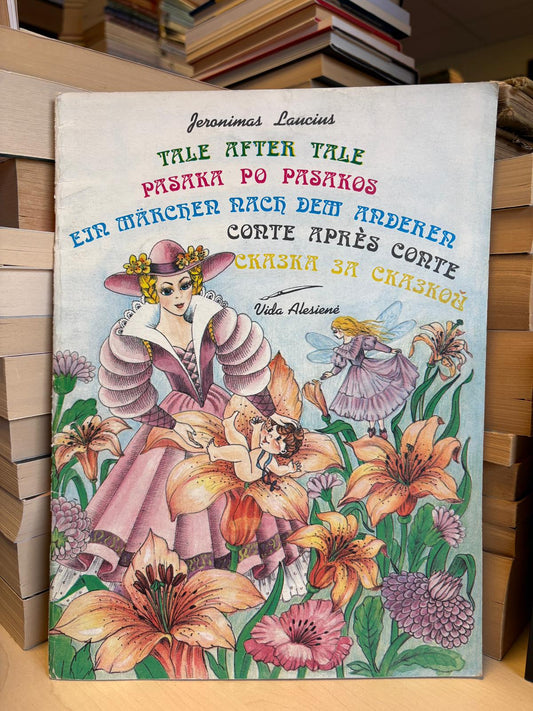 Jeronimas Laucius
TALE AFTER TALE
PASAKA PO PASAKOS
EIN MÄRCHEN NACH DEM ANDEREN
CONTE APRÈS CONTE
СКАЗКА ЗА СКАЗКОЙ
Vida Alesienė